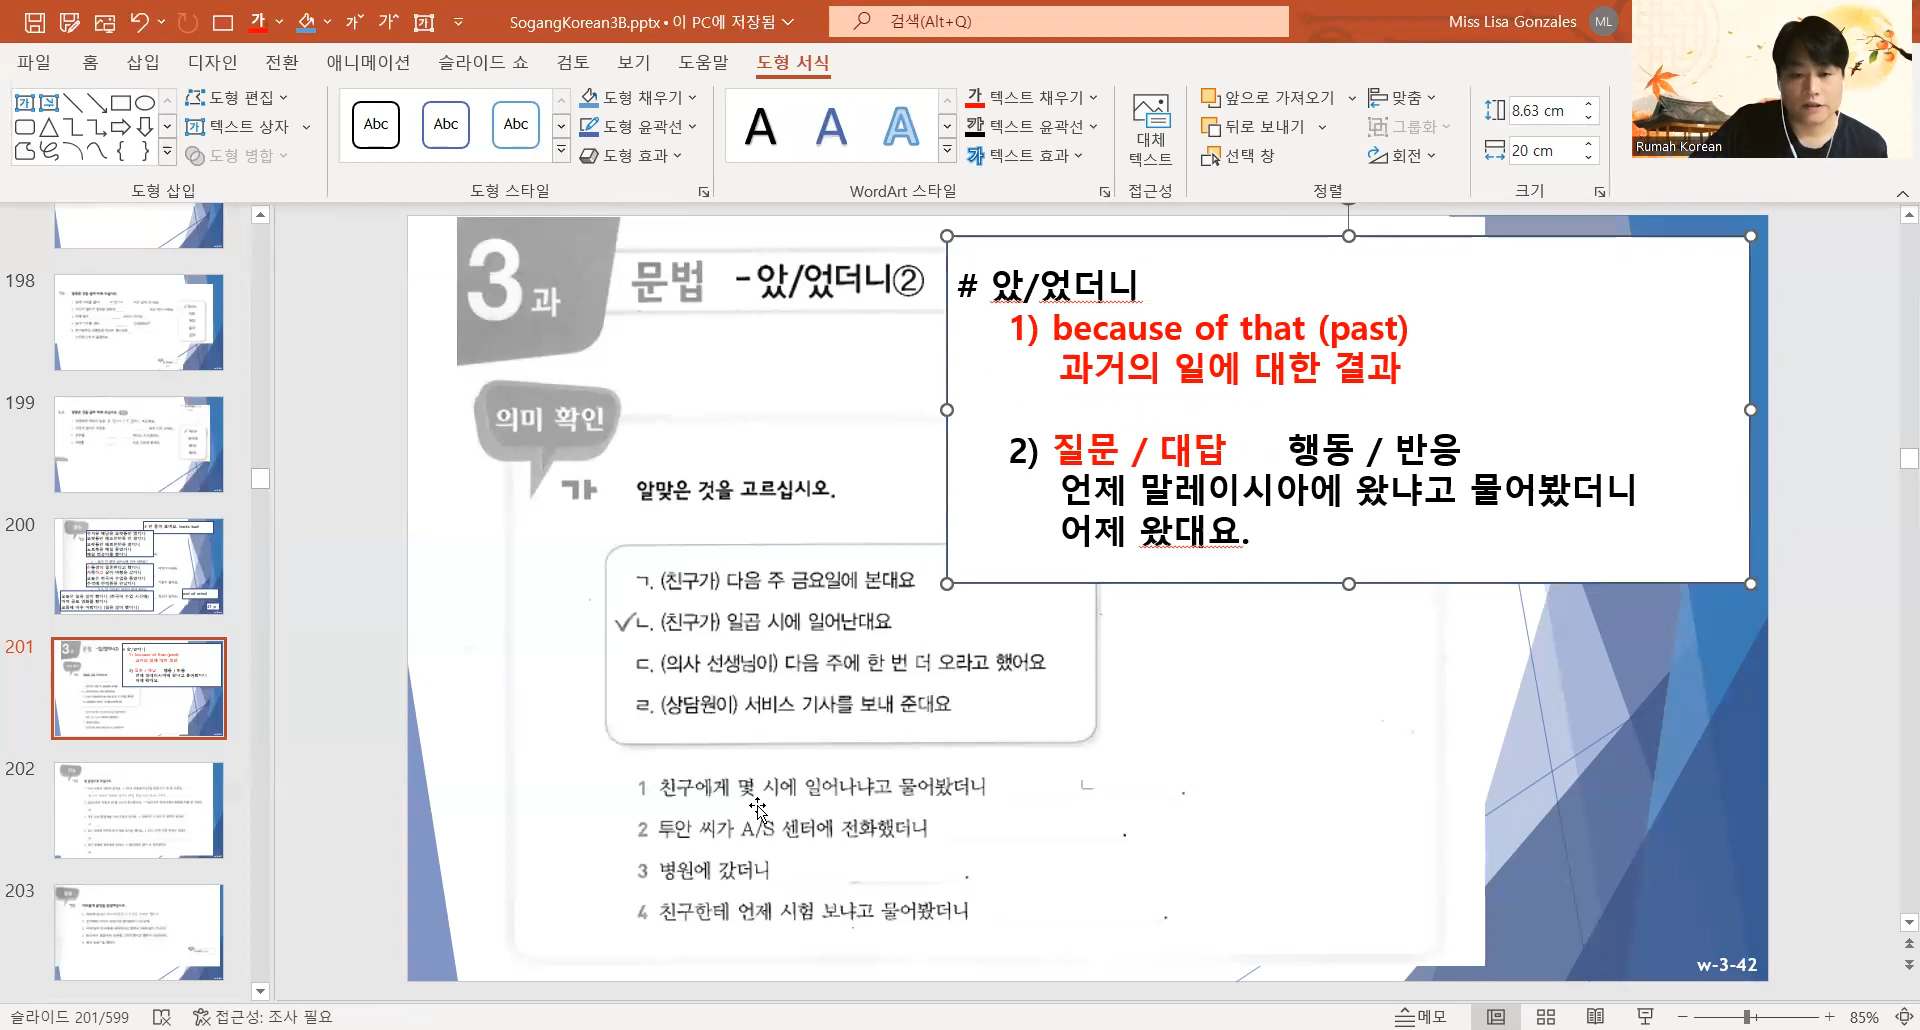 SogangKorean3B.pptx • 이 PC에 저장됨
검색(Alt+Q)
Miss Lisa Gonzales
ML
파일 홈 삽입 디자인 전환 애니메이션 슬라이드 쇼 검토 보기 도움말 도형 서식
도형 편집
텍스트 상자
도형 병합
도형 삽입
Abc Abc Abc
도형 채우기
도형 윤곽선
도형 효과
도형 스타일
A A A
텍스트 채우기
텍스트 윤곽선
텍스트 효과
WordArt 스타일
대체
텍스트
접근성
앞으로 가져오기
뒤로 보내기
선택 창
맞춤
그룹화
회전
정렬
8.63 cm
20 cm
크기
Rumah Korean
198
199
200
201
202
203
3과
문법 -았/었더니②
# 았/었더니
1) because of that (past)
과거의 일에 대한 결과
2) 질문 / 대답 행동 / 반응
언제 말레이시아에 왔냐고 물어봤더니
어제 왔대요.
의미 확인
가 알맞은 것을 고르십시오.
ㄱ. (친구가) 다음 주 금요일에 본대요
✓ㄴ. (친구가) 일곱 시에 일어난대요
ㄷ. (의사 선생님이) 다음 주에 한 번 더 오라고 했어요
ㄹ. (상담원이) 서비스 기사를 보내 준대요
1 친구에게 몇 시에 일어나냐고 물어봤더니 ㄴ .
2 투안 씨가 A/S 센터에 전화했더니 .
3 병원에 갔더니 .
4 친구한테 언제 시험 보냐고 물어봤더니 .
w-3-42
슬라이드 201/599
접근성: 조사 필요
메모
85%